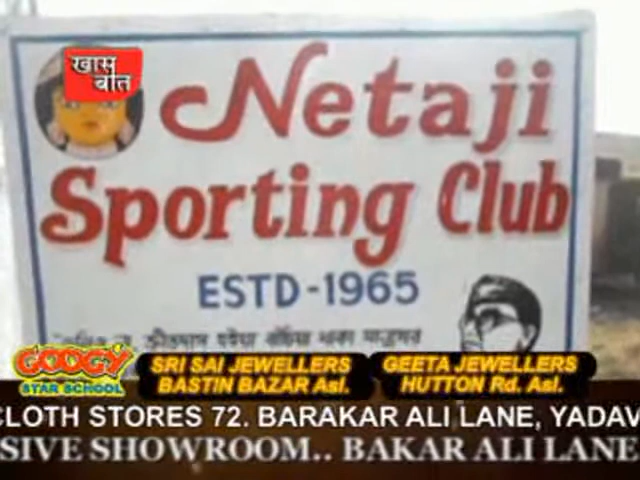 खास
बात
Netaji
Sporting Club
ESTD-1965
GOOGY
STAR SCHOOL
SRI SAI JEWELLERS
BASTIN BAZAR Asl.
GEETA JEWELLERS
HUTTON Rd. Asl.
CLOTH STORES 72. BARAKAR ALI LANE, YADAV
SIVE SHOWROOM.. BAKAR ALI LANE